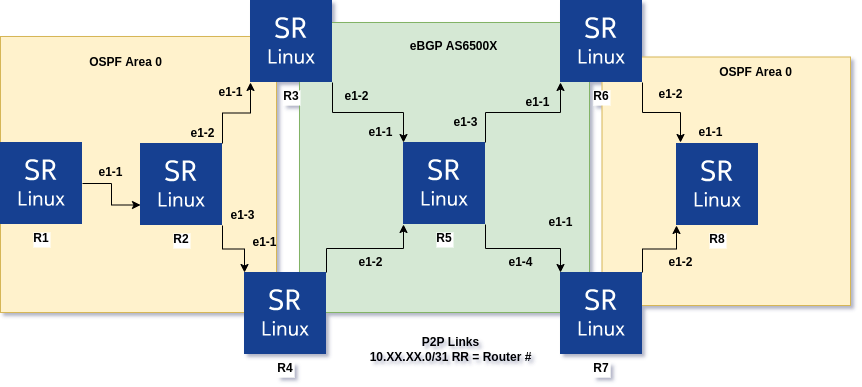 SR
Linux
SR
Linux
OSPF Area 0
eBGP AS6500X
OSPF Area 0
e1-1
R3
e1-2
e1-1
R6
e1-2
e1-2
e1-1
e1-3
e1-1
SR
Linux
e1-1
SR
Linux
SR
Linux
SR
Linux
R1
R2
e1-3
e1-1
R5
e1-1
R8
e1-2
e1-4
e1-2
SR
Linux
SR
Linux
R4
P2P Links
10.XX.XX.0/31 RR = Router #
R7